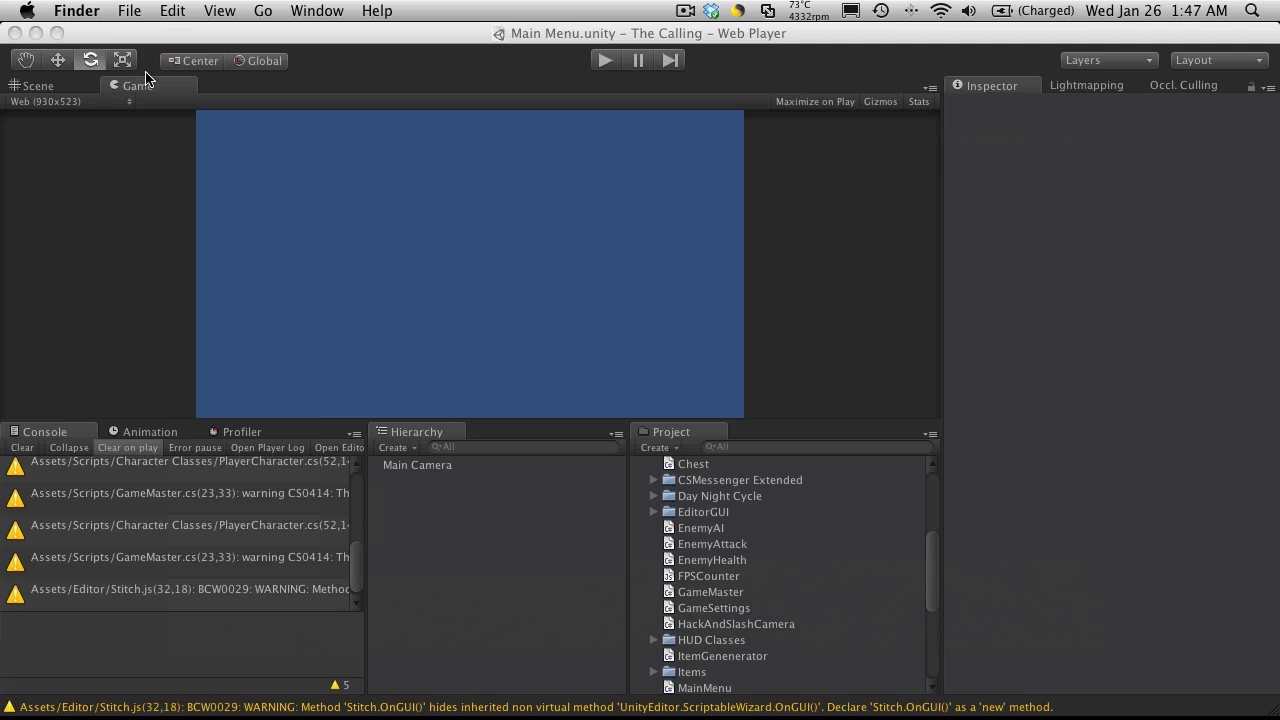 Finder File Edit View Go Window Help 73°C 4332rpm (Charged) Wed Jan 26 1:47 AM
Main Menu.unity – The Calling – Web Player
Center Global Layers Layout
Scene Game Inspector Lightmapping Occl. Culling
Web (930x523) Maximize on Play Gizmos Stats
Console Animation Profiler Hierarchy Project
Clear Collapse Clear on play Error pause Open Player Log Open Edito Create All Create All
Assets/Scripts/Character Classes/PlayerCharacter.cs(52,1
Assets/Scripts/GameMaster.cs(23,33): warning CS0414: Th
Assets/Scripts/Character Classes/PlayerCharacter.cs(52,1
Assets/Scripts/GameMaster.cs(23,33): warning CS0414: Th
Assets/Editor/Stitch.js(32,18): BCW0029: WARNING: Method
5
Main Camera
Chest
CSMessenger Extended
Day Night Cycle
EditorGUI
EnemyAI
EnemyAttack
EnemyHealth
FPSCounter
GameMaster
GameSettings
HackAndSlashCamera
HUD Classes
ItemGenenerator
Items
MainMenu
Assets/Editor/Stitch.js(32,18): BCW0029: WARNING: Method 'Stitch.OnGUI()' hides inherited non virtual method 'UnityEditor.ScriptableWizard.OnGUI()'. Declare 'Stitch.OnGUI()' as a 'new' method.